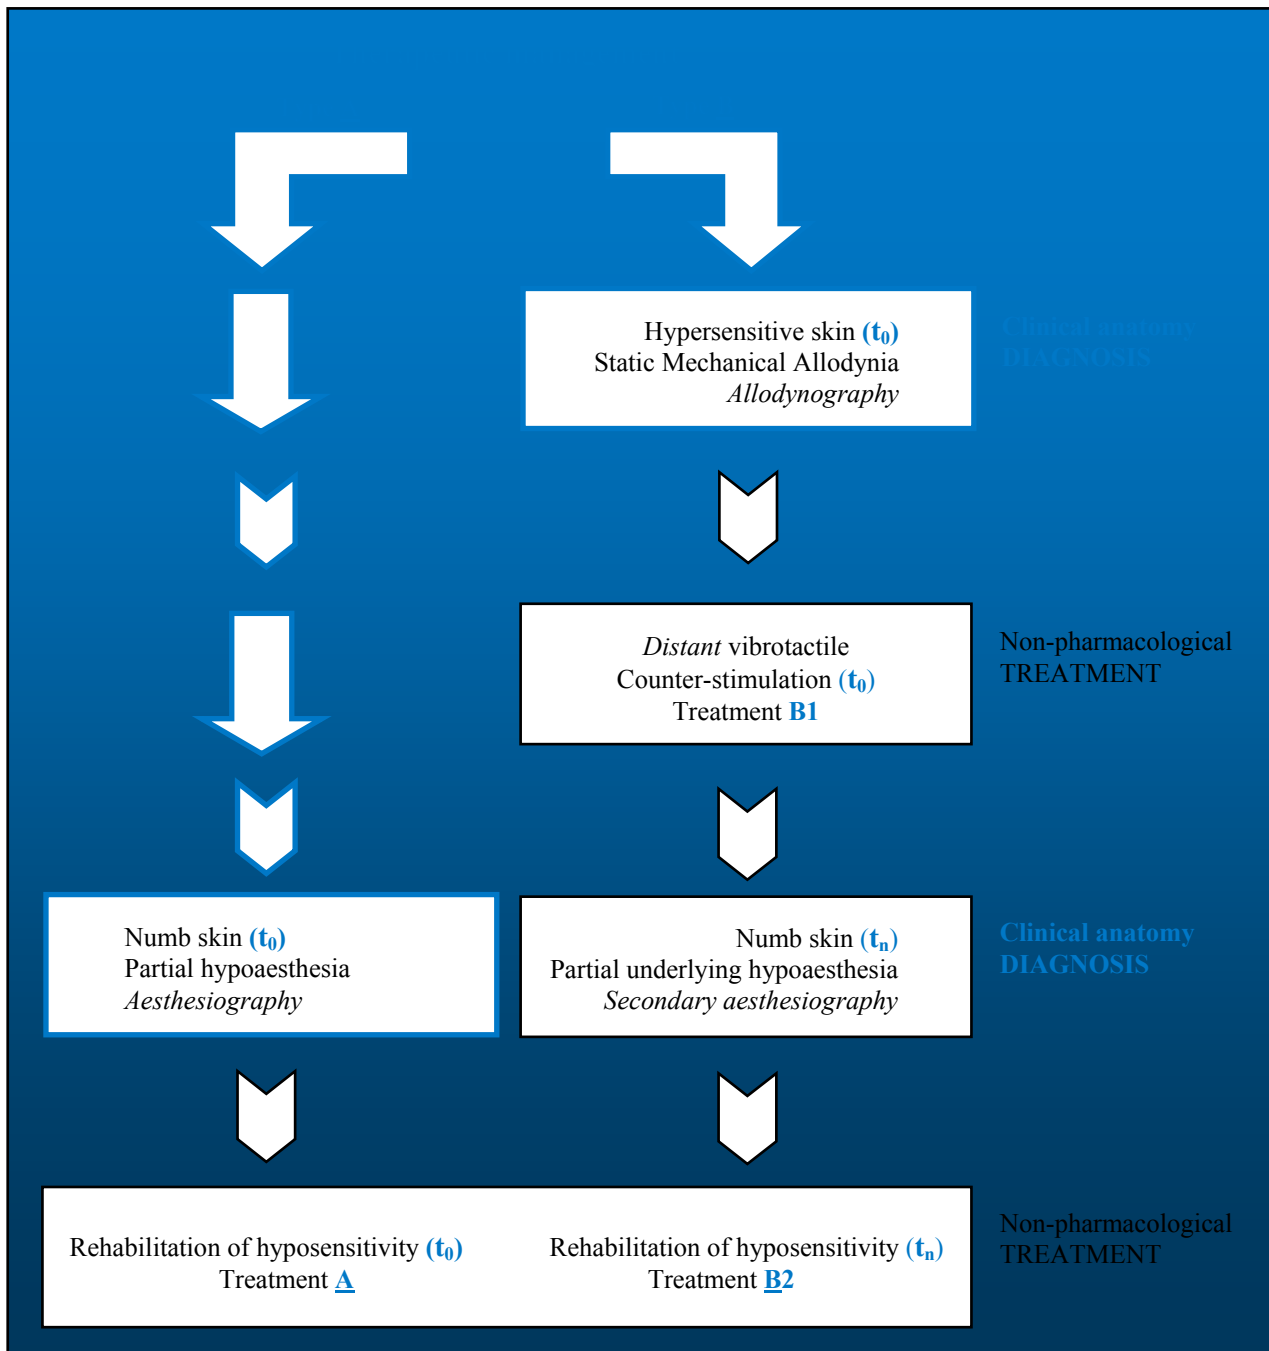 Hypersensitive skin (t₀)
Static Mechanical Allodynia
Allodynography
Clinical anatomy
DIAGNOSIS
Distant vibrotactile
Counter-stimulation (t₀)
Treatment B1
Non-pharmacological
TREATMENT
Numb skin (t₀)
Partial hypoaesthesia
Aesthesiography
Numb skin (tₙ)
Partial underlying hypoaesthesia
Secondary aesthesiography
Clinical anatomy
DIAGNOSIS
Rehabilitation of hyposensitivity (t₀)
Treatment A
Rehabilitation of hyposensitivity (tₙ)
Treatment B2
Non-pharmacological
TREATMENT